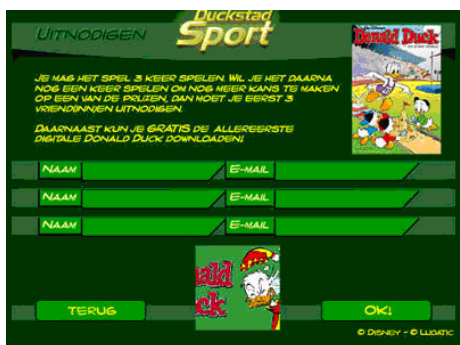 Duckstad
Sport
UITNODIGEN
Donald Duck
JE MAG HET SPEL 3 KEER SPELEN. WIL JE HET DAARNA
NOG EEN KEER SPELEN OM NOG MEER KANS TE MAKEN
OP EEN VAN DE PRIJZEN, DAN MOET JE EERST 3
VRIENDINNEN UITNODIGEN.
DAARNAAST KUN JE GRATIS DE ALLEREERSTE
DIGITALE DONALD DUCK DOWNLOADEN!
NAAM E-MAIL
NAAM E-MAIL
NAAM E-MAIL
ald
ck
TERUG OK!
© DISNEY - © LUDATIC